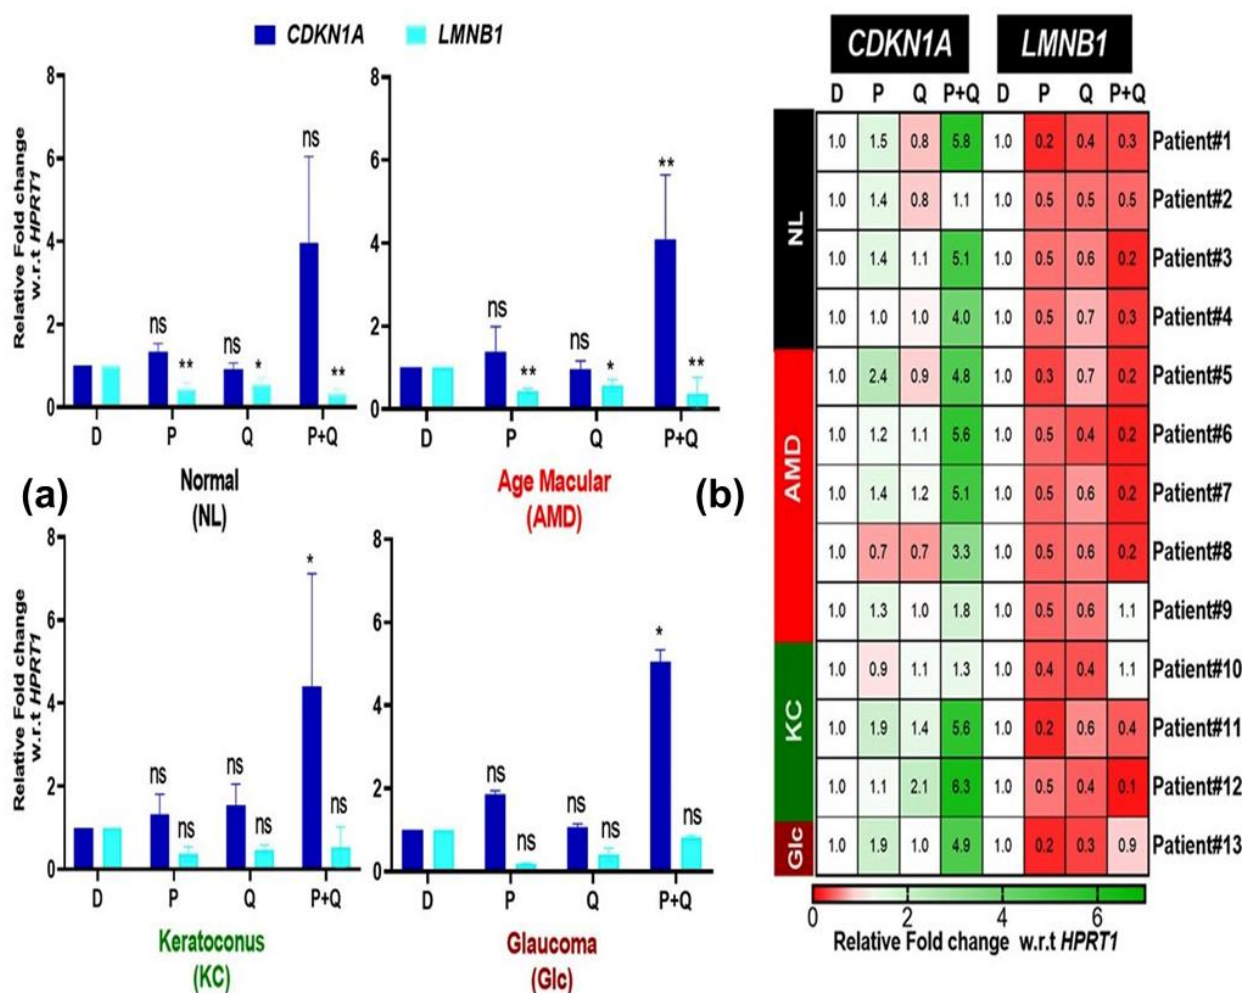 CDKN1A LMNB1
Relative Fold change
w.r.t HPRT1
8
6
4
2
0
ns
ns
**
ns
*
**
D P Q P+Q
Normal
(NL)
8
6
4
2
0
ns
**
ns
*
**
**
D P Q P+Q
Age Macular
(AMD)
(a)
Relative Fold change
w.r.t HPRT1
8
6
4
2
0
ns
ns
ns
ns
*
ns
D P Q P+Q
Keratoconus
(KC)
8
6
4
2
0
ns
ns
ns
ns
*
ns
D P Q P+Q
Glaucoma
(Glc)
(b)
CDKN1A LMNB1
D P Q P+Q D P Q P+Q
NL
1.0 1.5 0.8 5.8 1.0 0.2 0.4 0.3 Patient#1
1.0 1.4 0.8 1.1 1.0 0.5 0.5 0.5 Patient#2
1.0 1.4 1.1 5.1 1.0 0.5 0.6 0.2 Patient#3
1.0 1.0 1.0 4.0 1.0 0.5 0.7 0.3 Patient#4
AMD
1.0 2.4 0.9 4.8 1.0 0.3 0.7 0.2 Patient#5
1.0 1.2 1.1 5.6 1.0 0.5 0.4 0.2 Patient#6
1.0 1.4 1.2 5.1 1.0 0.5 0.6 0.2 Patient#7
1.0 0.7 0.7 3.3 1.0 0.5 0.6 0.2 Patient#8
1.0 1.3 1.0 1.8 1.0 0.5 0.6 1.1 Patient#9
KC
1.0 0.9 1.1 1.3 1.0 0.4 0.4 1.1 Patient#10
1.0 1.9 1.4 5.6 1.0 0.2 0.6 0.4 Patient#11
1.0 1.1 2.1 6.3 1.0 0.5 0.4 0.1 Patient#12
Glc
1.0 1.9 1.0 4.9 1.0 0.2 0.3 0.9 Patient#13
0 2 4 6
Relative Fold change w.r.t HPRT1